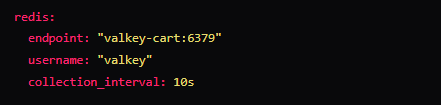 redis:
  endpoint: "valkey-cart:6379"
  username: "valkey"
  collection_interval: 10s